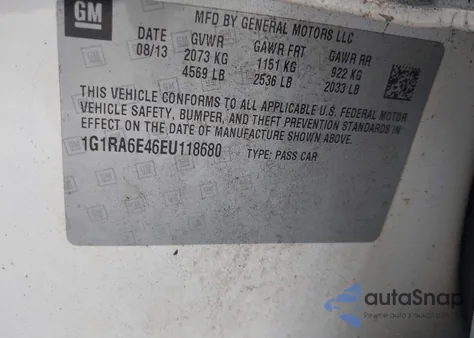 GM
MFD BY GENERAL MOTORS LLC
DATE GVWR GAWR FRT GAWR RR
08/13 2073 KG 1151 KG 922 KG
4569 LB 2536 LB 2033 LB
THIS VEHICLE CONFORMS TO ALL APPLICABLE U.S. FEDERAL MOTOR
VEHICLE SAFETY, BUMPER, AND THEFT PREVENTION STANDARDS IN
EFFECT ON THE DATE OF MANUFACTURE SHOWN ABOVE.
1G1RA6E46EU118680 TYPE: PASS CAR
autoSnap